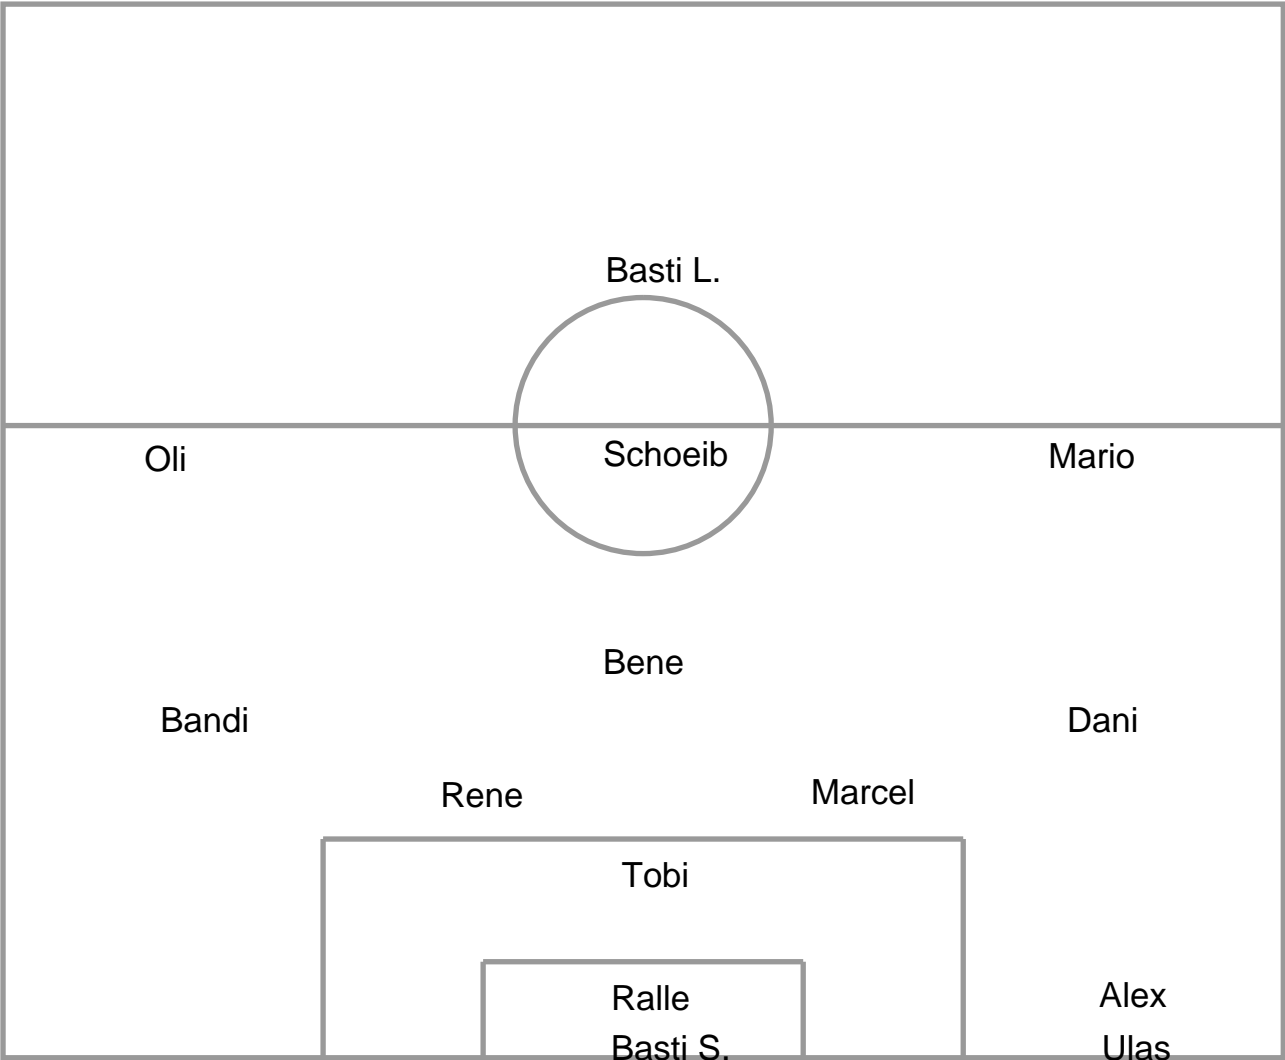 Basti L.
Oli
Schoeib
Mario
Bene
Bandi
Dani
Rene
Marcel
Tobi
Ralle
Alex
Basti S.
Ulas